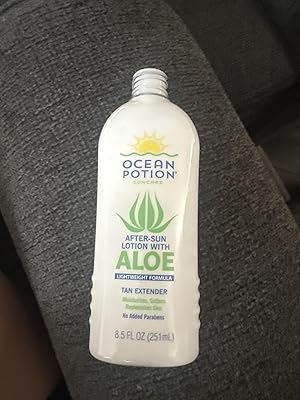 OCEAN
POTION®
SUNCARE
AFTER-SUN
LOTION WITH
ALOE
LIGHTWEIGHT FORMULA
TAN EXTENDER
Moisturizes, Softens
Replenishes Skin
No Added Parabens
8.5 FL OZ (251mL)